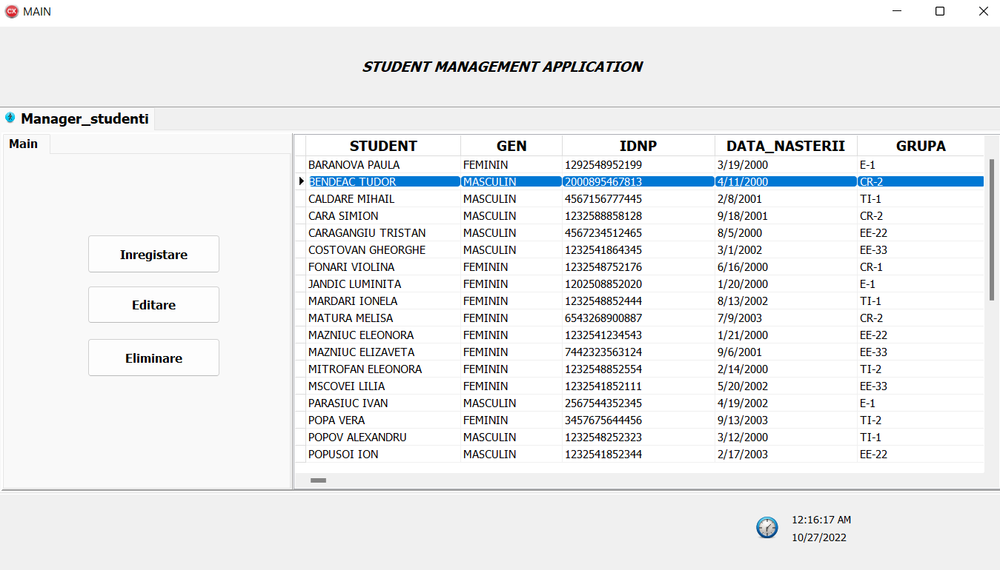 CX MAIN
STUDENT MANAGEMENT APPLICATION
Manager_studenti
Main
Inregistare
Editare
Eliminare
STUDENT GEN IDNP DATA_NASTERII GRUPA
BARANOVA PAULA FEMININ 1292548952199 3/19/2000 E-1
BENDEAC TUDOR MASCULIN 2000895467813 4/11/2000 CR-2
CALDARE MIHAIL MASCULIN 4567156777445 2/8/2001 TI-1
CARA SIMION MASCULIN 1232588858128 9/18/2001 CR-2
CARAGANGIU TRISTAN MASCULIN 4567234512465 8/5/2000 EE-22
COSTOVAN GHEORGHE MASCULIN 1232541864345 3/1/2002 EE-33
FONARI VIOLINA FEMININ 1232548752176 6/16/2000 CR-1
JANDIC LUMINITA FEMININ 1202508852020 1/20/2000 E-1
MARDARI IONELA FEMININ 1232548852444 8/13/2002 TI-1
MATURA MELISA FEMININ 6543268900887 7/9/2003 CR-2
MAZNIUC ELEONORA FEMININ 1232541234543 1/21/2000 EE-22
MAZNIUC ELIZAVETA FEMININ 7442323563124 9/6/2001 EE-33
MITROFAN ELEONORA FEMININ 1232548852554 2/14/2000 TI-2
MSCOVEI LILIA FEMININ 1232541852111 5/20/2002 EE-33
PARASIUC IVAN MASCULIN 2567544352345 4/19/2002 E-1
POPA VERA FEMININ 3457675644456 9/13/2003 TI-2
POPOV ALEXANDRU MASCULIN 1232548252323 3/12/2000 TI-1
POPUSOI ION MASCULIN 1232541852344 2/17/2003 EE-22
12:16:17 AM
10/27/2022